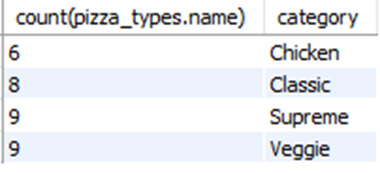 count(pizza_types.name) category
6 Chicken
8 Classic
9 Supreme
9 Veggie